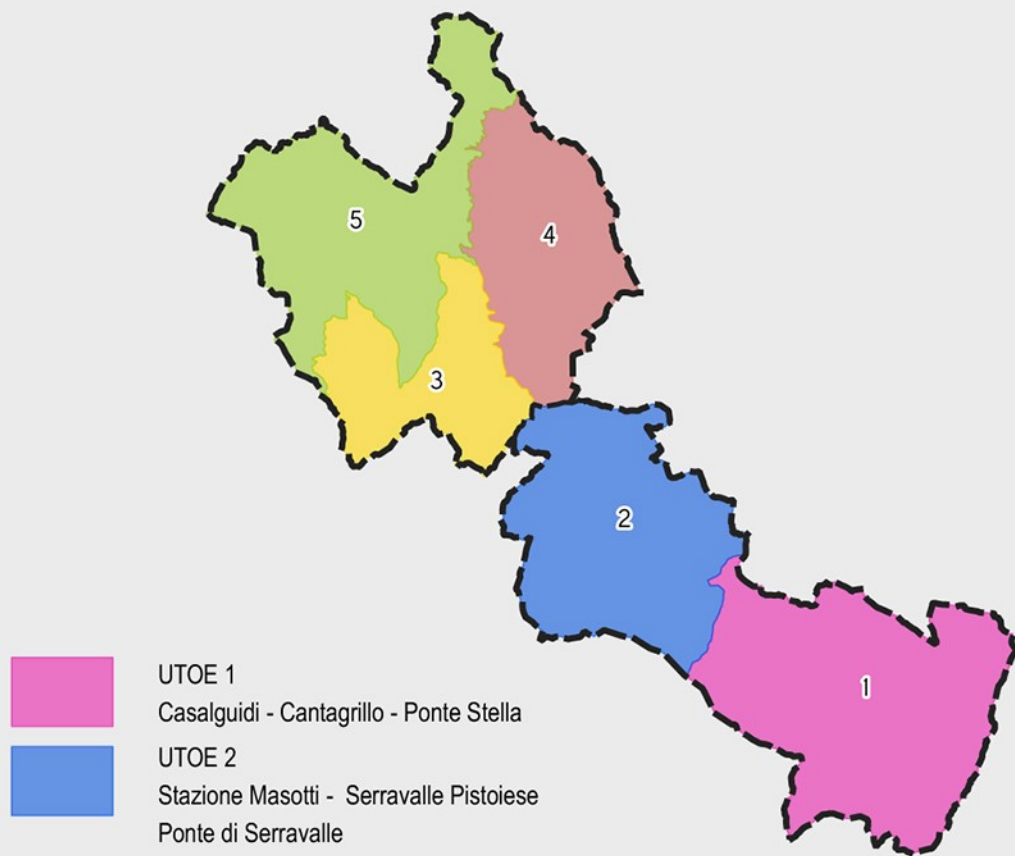 5
4
3
2
1
UTOE 1
Casalguidi - Cantagrillo - Ponte Stella
UTOE 2
Stazione Masotti - Serravalle Pistoiese
Ponte di Serravalle